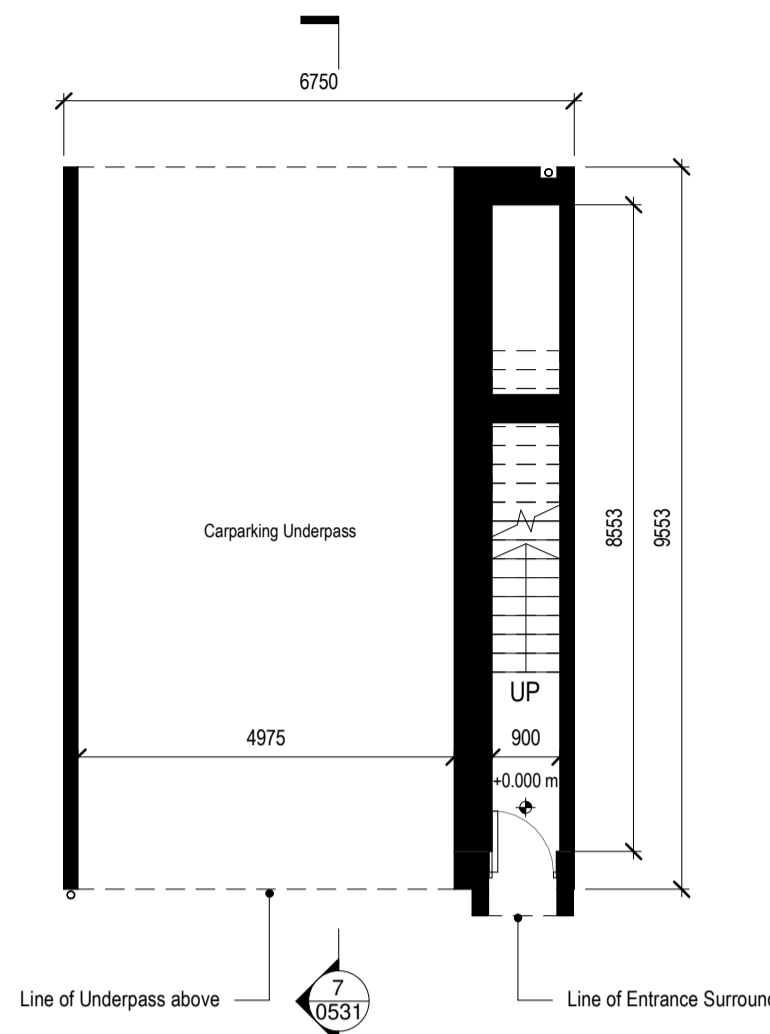 6750
8553
9553
Carparking Underpass
UP
4975
900
+0.000 m
Line of Underpass above
7
0531
Line of Entrance